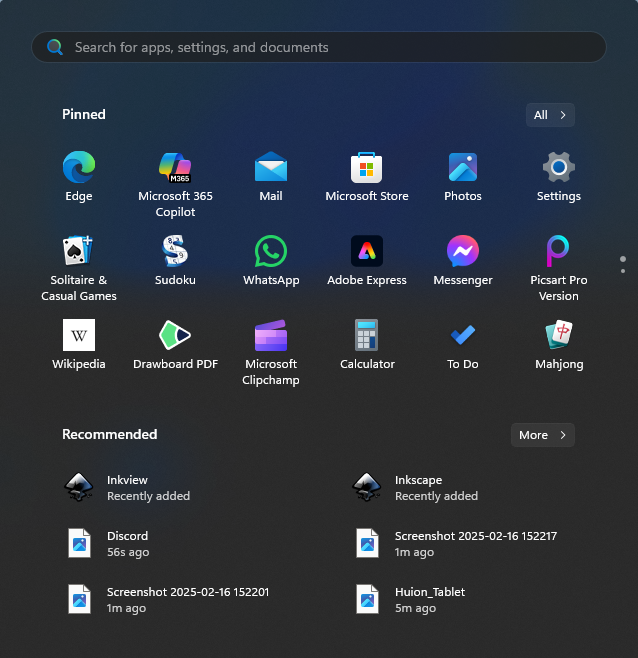 Search for apps, settings, and documents
Pinned
All
M365
Edge
Microsoft 365
Copilot
Mail
Microsoft Store
Photos
Settings
Solitaire &
Casual Games
Sudoku
WhatsApp
Adobe Express
Messenger
Picsart Pro
Version
W
Wikipedia
Drawboard PDF
Microsoft
Clipchamp
Calculator
To Do
中
Mahjong
Recommended
More
Inkview
Recently added
Inkscape
Recently added
Discord
56s ago
Screenshot 2025-02-16 152217
1m ago
Screenshot 2025-02-16 152201
1m ago
Huion_Tablet
5m ago